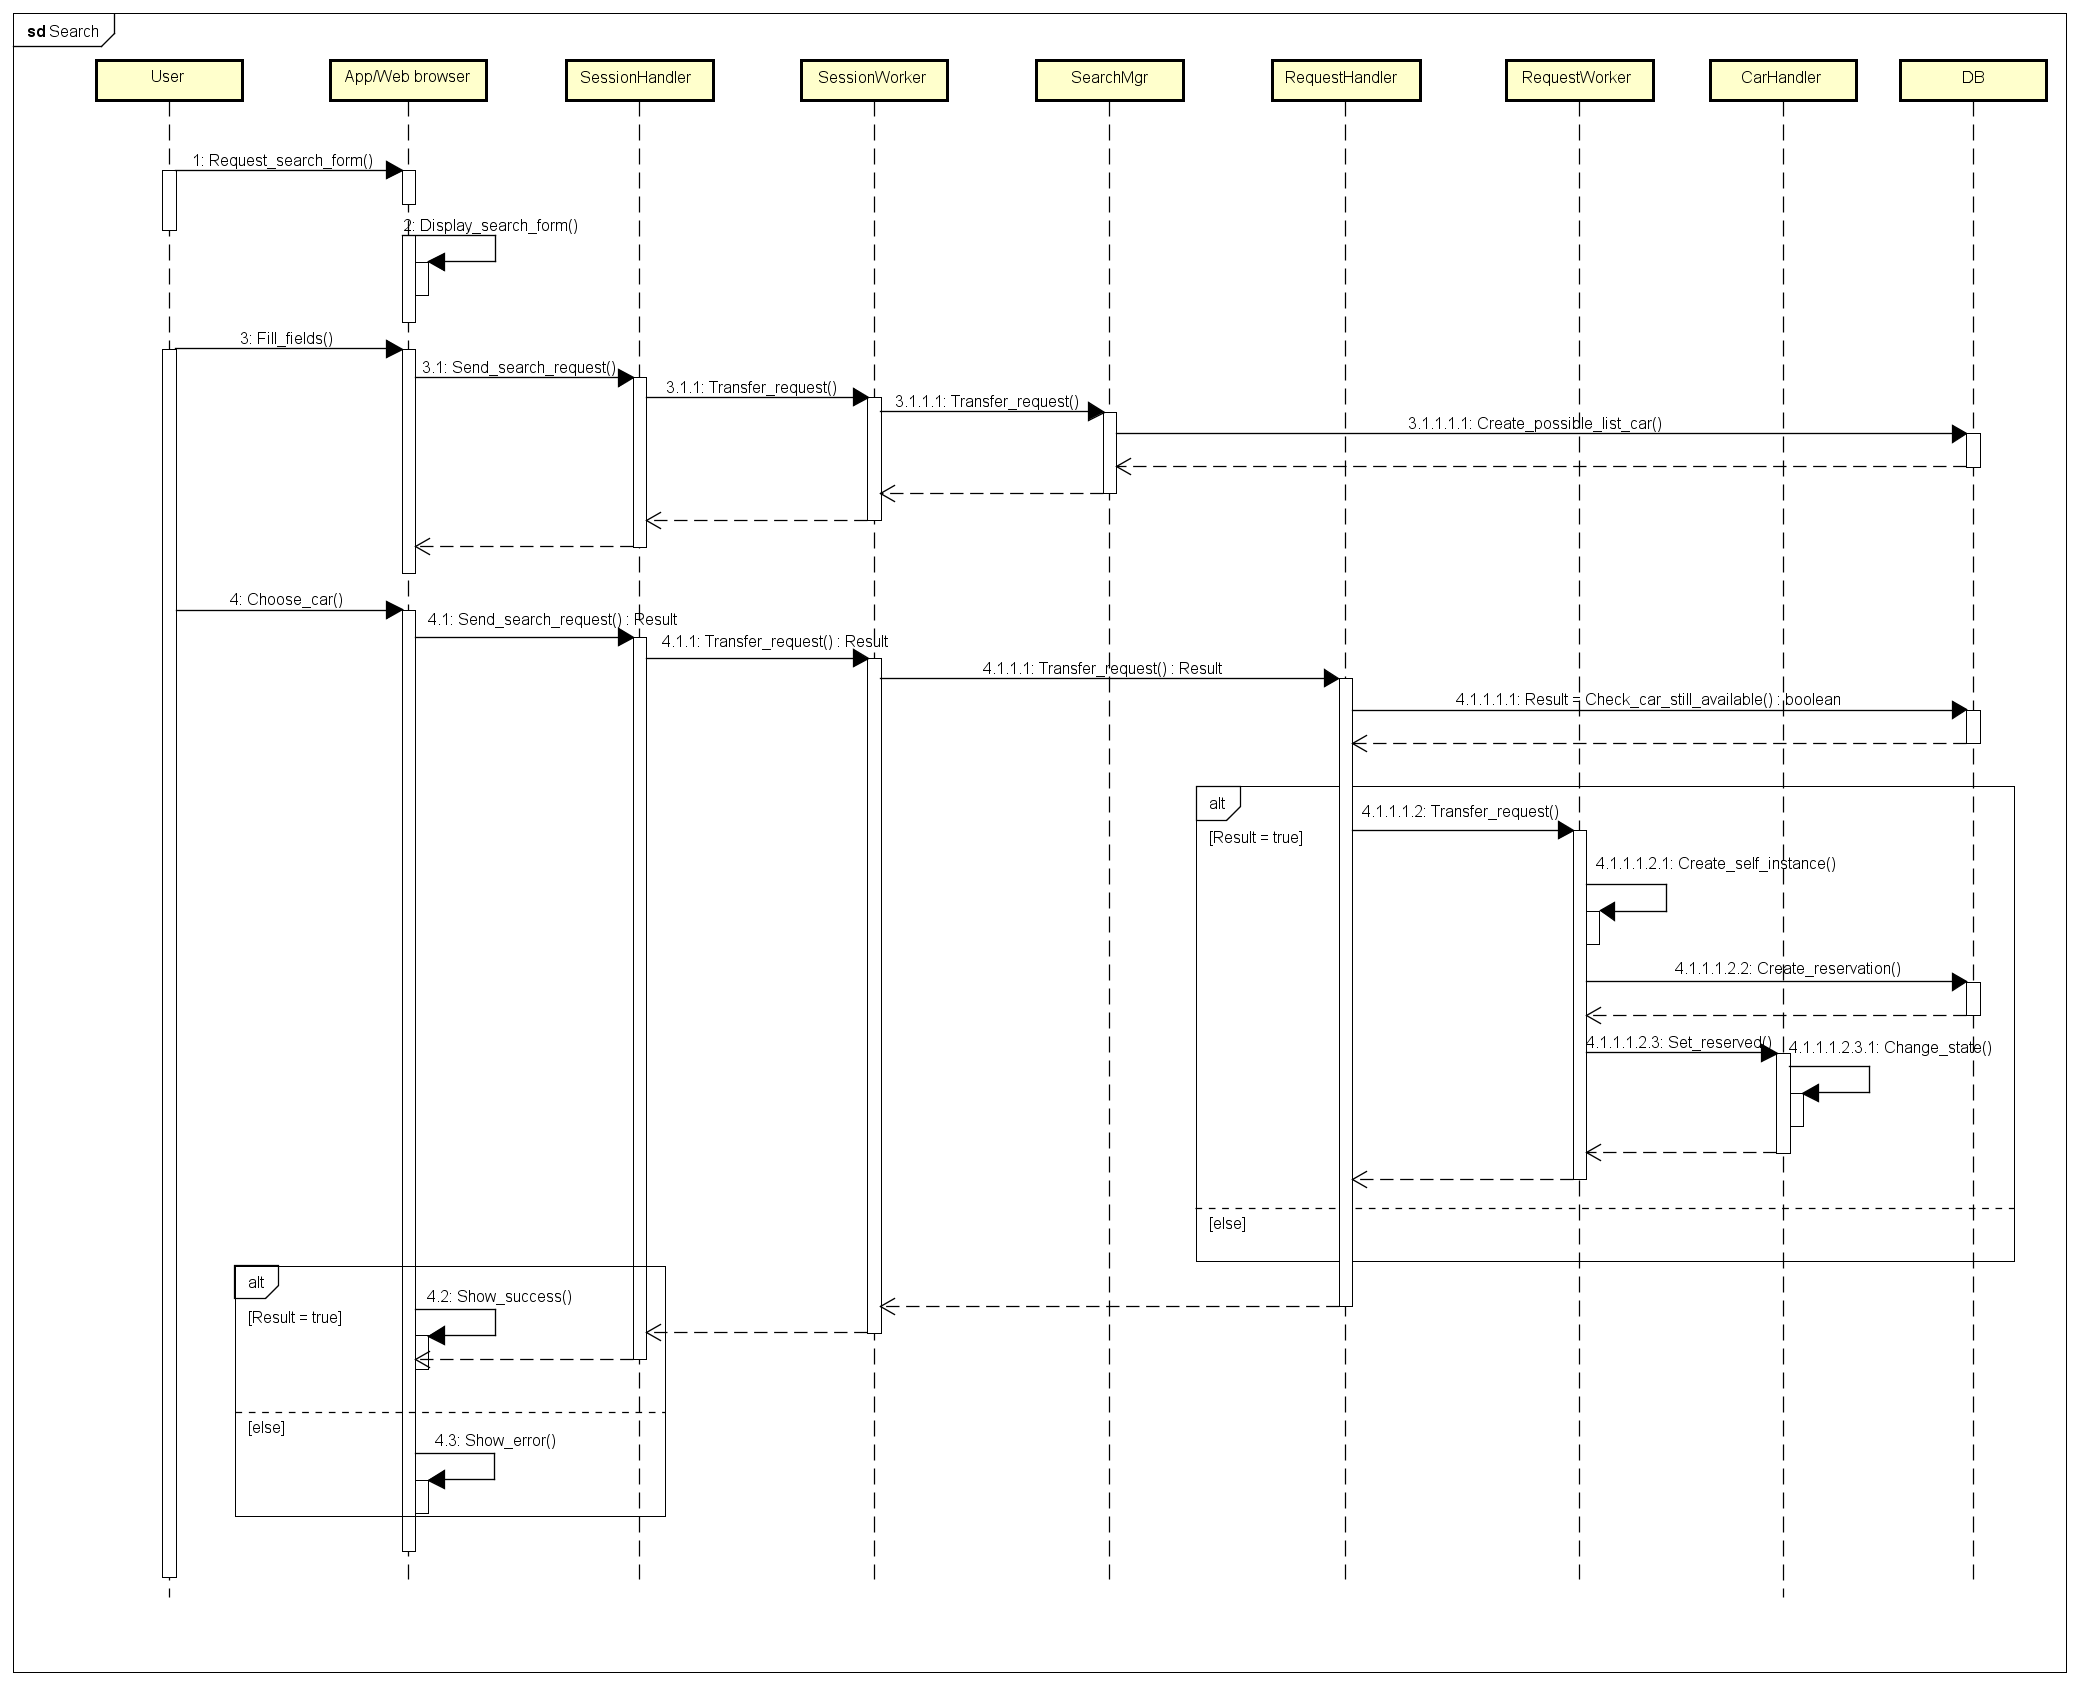 sd Search
User
App/Web browser
SessionHandler
SessionWorker
SearchMgr
RequestHandler
RequestWorker
CarHandler
DB
1: Request_search_form()
2: Display_search_form()
3: Fill_fields()
3.1: Send_search_request()
3.1.1: Transfer_request()
3.1.1.1: Transfer_request()
3.1.1.1.1: Create_possible_list_car()
4: Choose_car()
4.1: Send_search_request() : Result
4.1.1: Transfer_request() : Result
4.1.1.1: Transfer_request() : Result
4.1.1.1.1: Result = Check_car_still_available() : boolean
alt
[Result = true]
4.1.1.1.2: Transfer_request()
4.1.1.1.2.1: Create_self_instance()
4.1.1.1.2.2: Create_reservation()
4.1.1.1.2.3: Set_reserved()
4.1.1.1.2.3.1: Change_state()
[else]
alt
[Result = true]
4.2: Show_success()
[else]
4.3: Show_error()